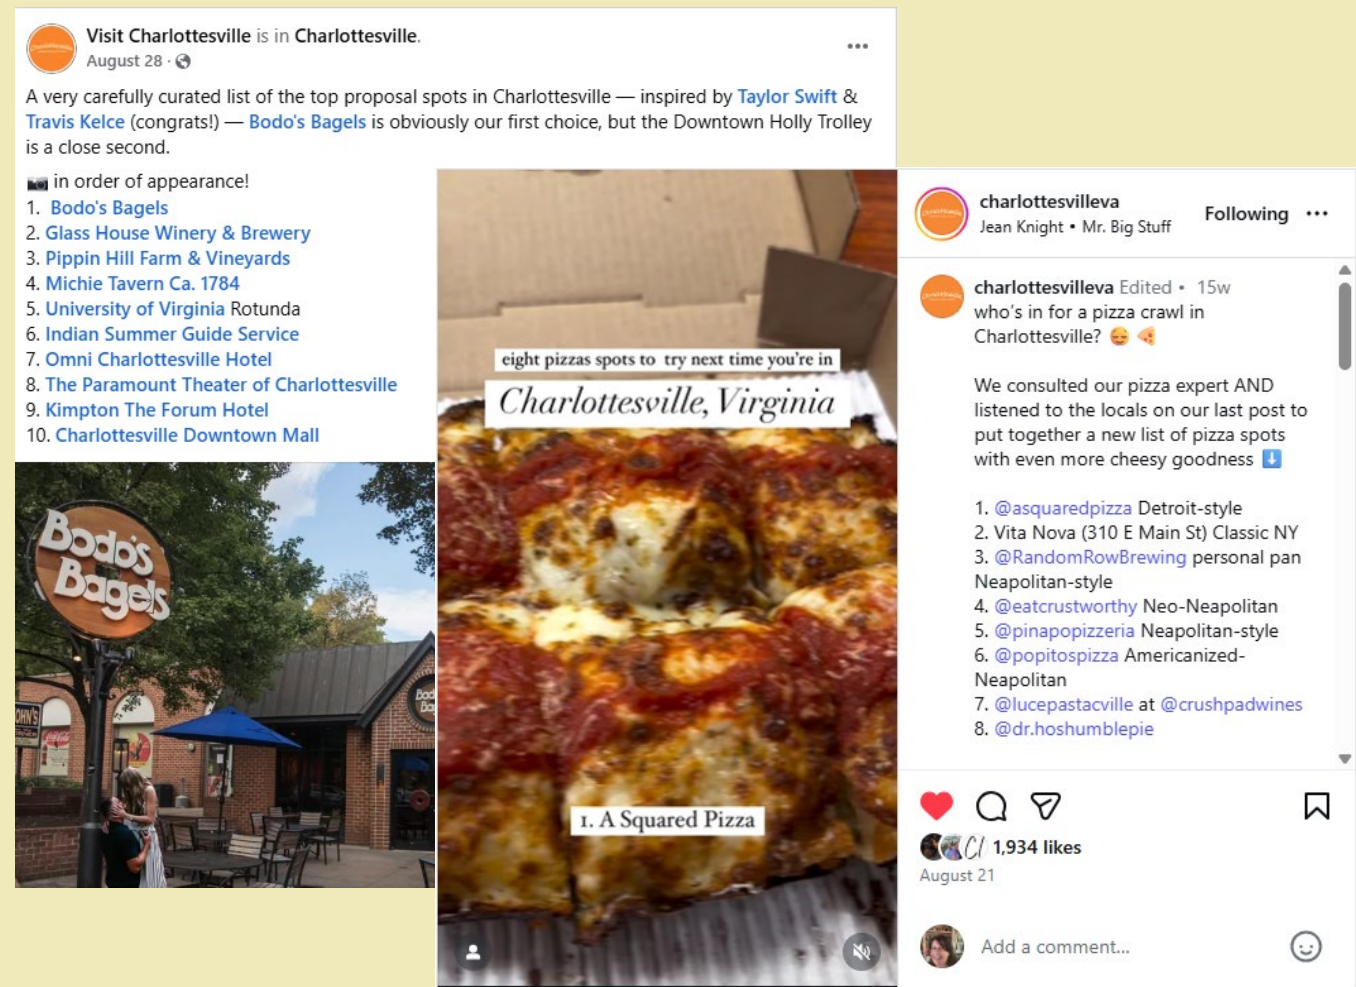 Visit Charlottesville is in Charlottesville.
August 28 ·
A very carefully curated list of the top proposal spots in Charlottesville — inspired by Taylor Swift &
Travis Kelce (congrats!) — Bodo's Bagels is obviously our first choice, but the Downtown Holly Trolley
is a close second.
📷 in order of appearance!
1. Bodo's Bagels
2. Glass House Winery & Brewery
3. Pippin Hill Farm & Vineyards
4. Michie Tavern Ca. 1784
5. University of Virginia Rotunda
6. Indian Summer Guide Service
7. Omni Charlottesville Hotel
8. The Paramount Theater of Charlottesville
9. Kimpton The Forum Hotel
10. Charlottesville Downtown Mall
Bodo's
Bagels
eight pizzas spots to try next time you're in
Charlottesville, Virginia
1. A Squared Pizza
charlottesvilleva
Jean Knight • Mr. Big Stuff
Following
charlottesvilleva Edited • 15w
who's in for a pizza crawl in
Charlottesville? 😋 🍕
We consulted our pizza expert AND
listened to the locals on our last post to
put together a new list of pizza spots
with even more cheesy goodness ⬇️
1. @asquaredpizza Detroit-style
2. Vita Nova (310 E Main St) Classic NY
3. @RandomRowBrewing personal pan
Neapolitan-style
4. @eatcrustworthy Neo-Neapolitan
5. @pinapopizzeria Neapolitan-style
6. @popitospizza Americanized-
Neapolitan
7. @lucepastacville at @crushpadwines
8. @dr.hoshumblepie
1,934 likes
August 21
Add a comment...